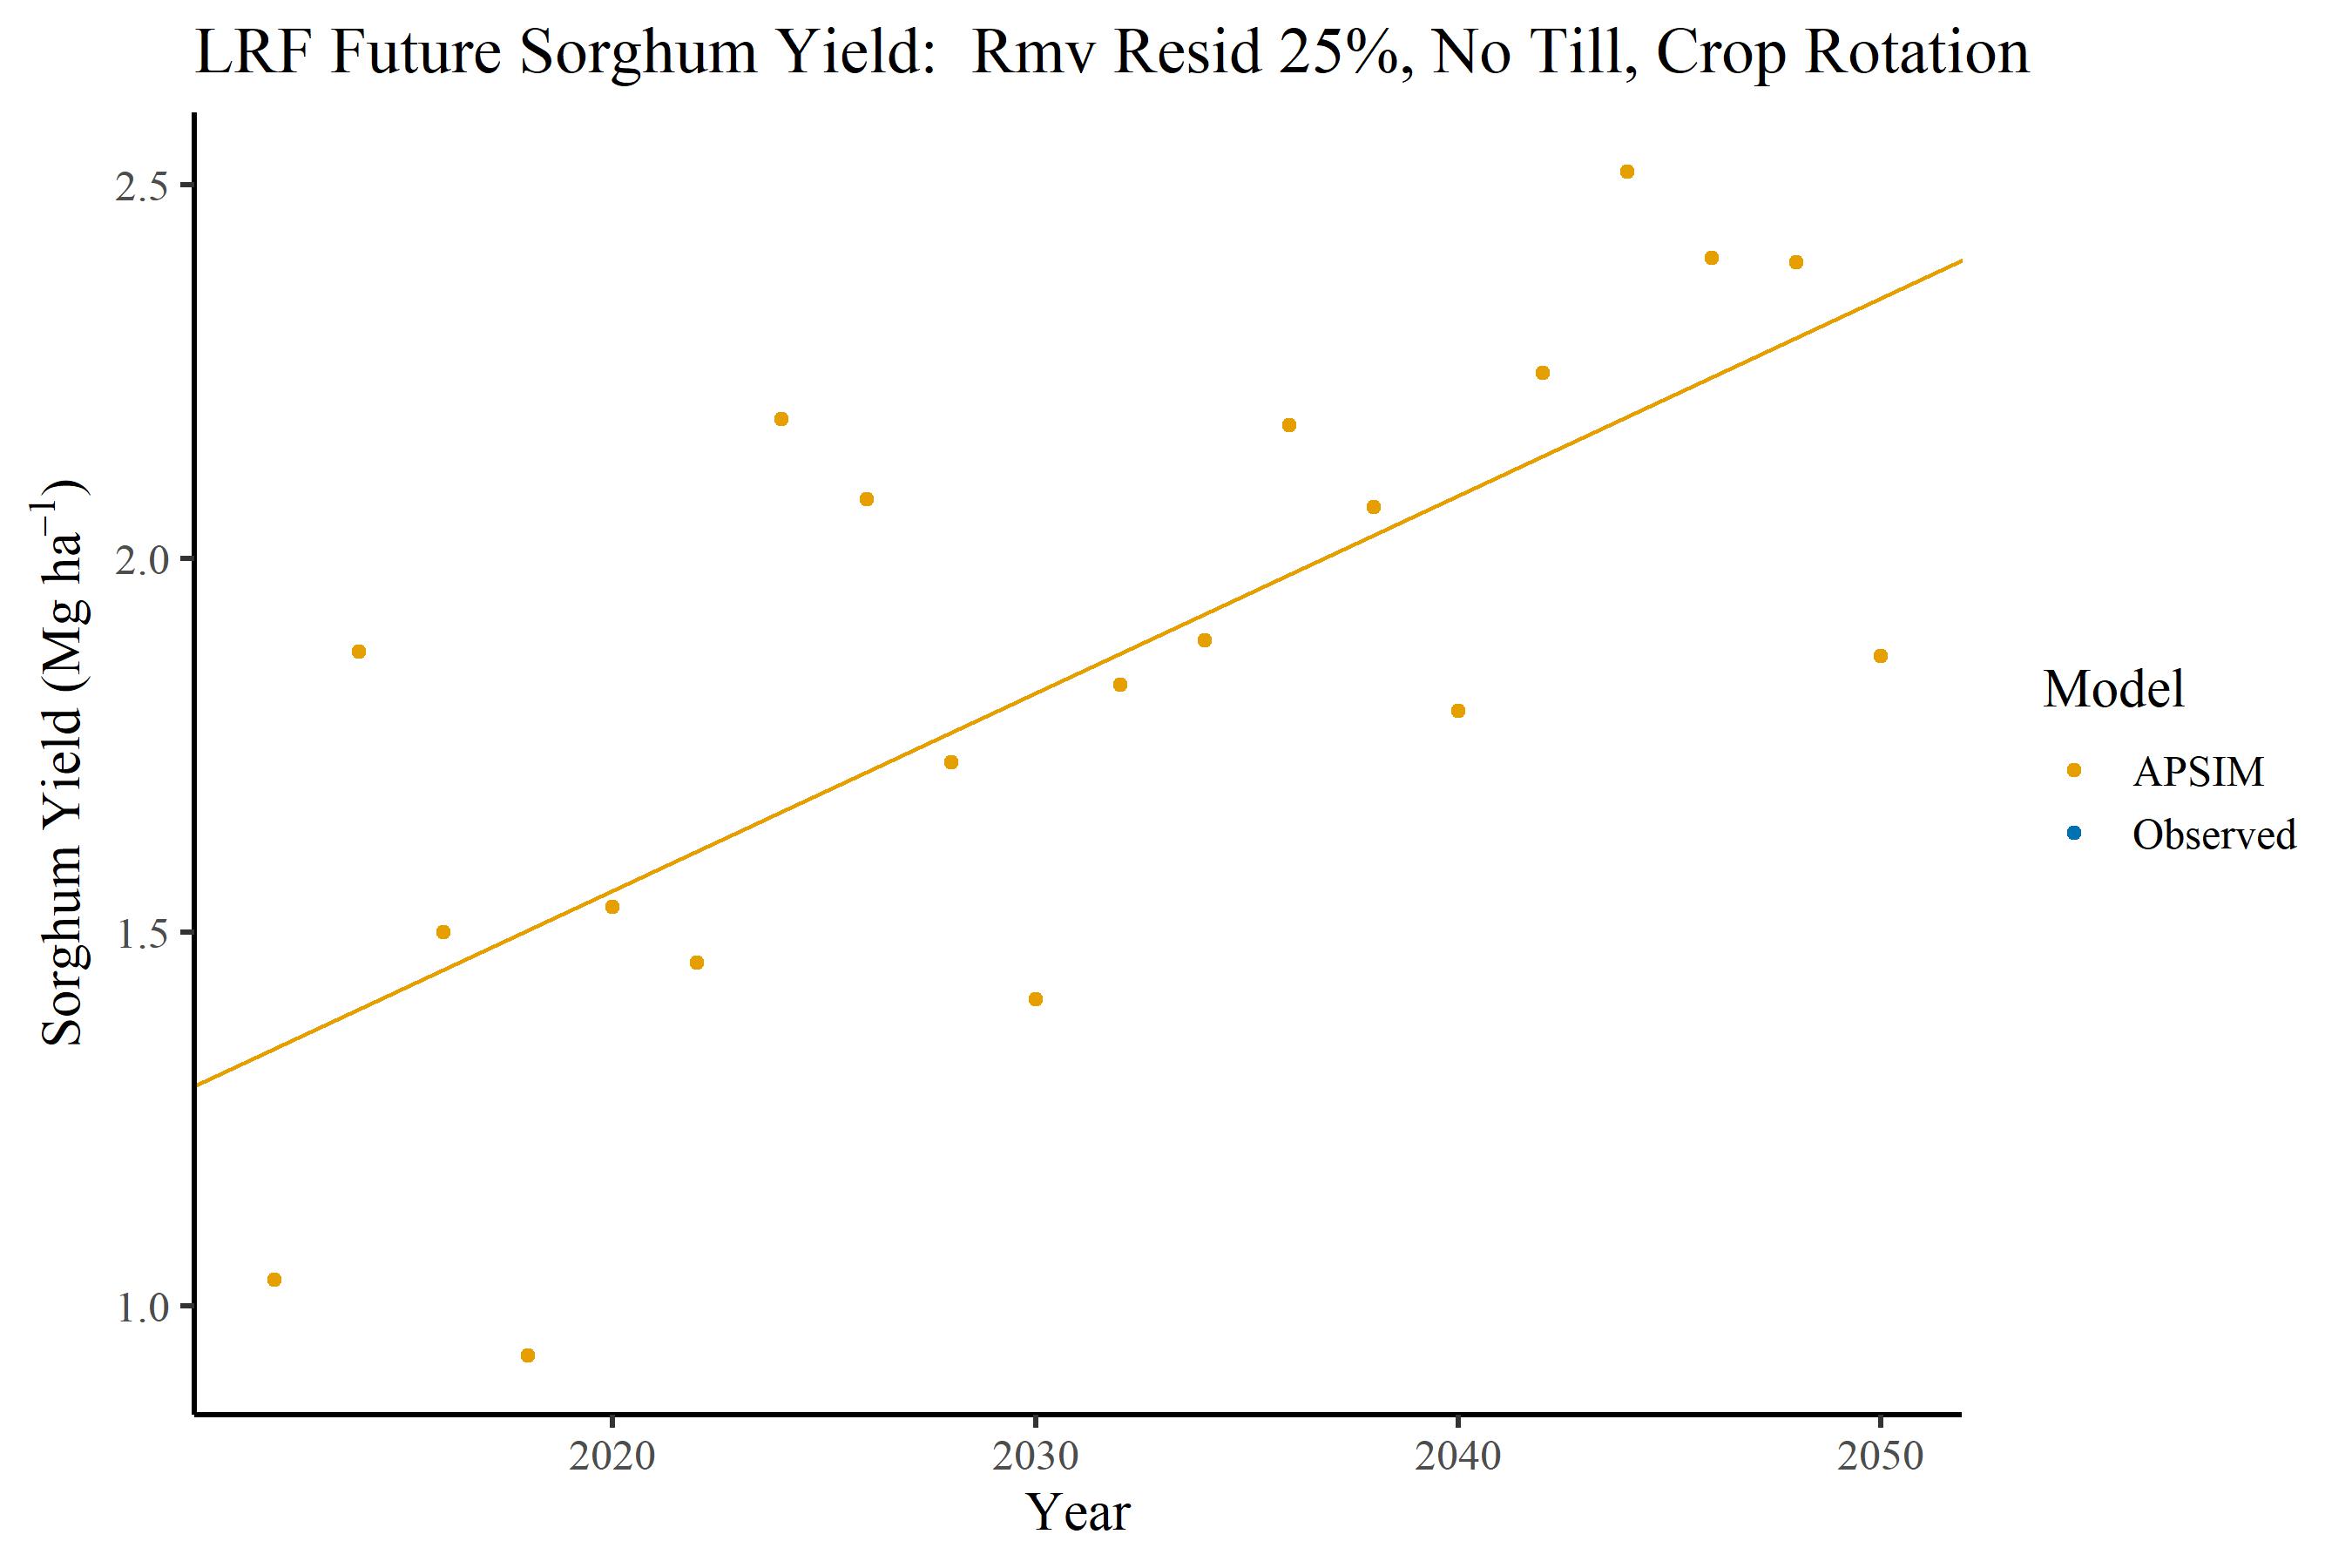 LRF Future Sorghum Yield:  Rmv Resid 25%, No Till, Crop Rotation
2.5
2.0
1.5
1.0
Sorghum Yield (Mg ha⁻¹)
2020 2030 2040 2050
Year
Model
APSIM
Observed